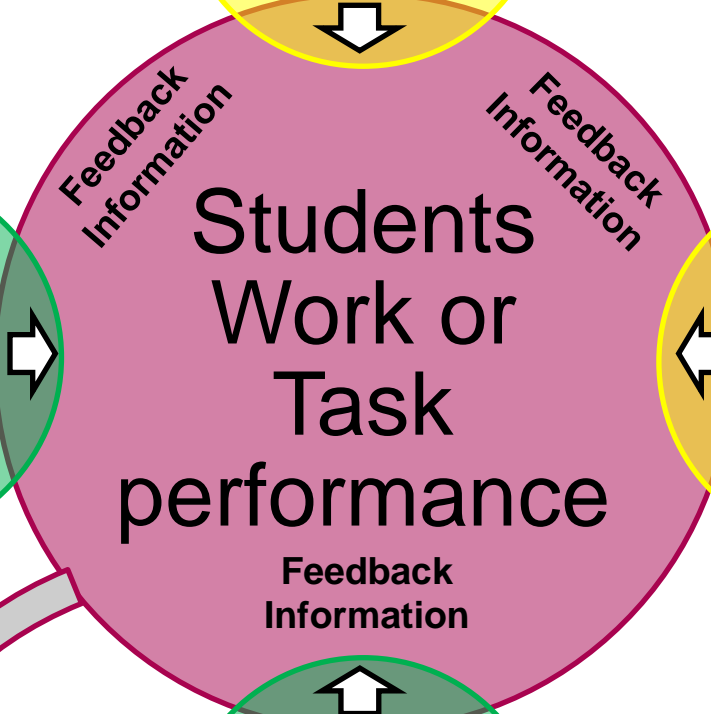 Feedback
Information
Feedback
Information
Students
Work or
Task
performance
Feedback
Information